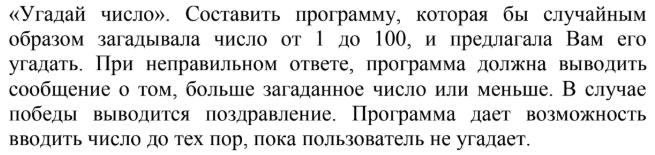 «Угадай число». Составить программу, которая бы случайным
образом загадывала число от 1 до 100, и предлагала Вам его
угадать. При неправильном ответе, программа должна выводить
сообщение о том, больше загаданное число или меньше. В случае
победы выводится поздравление. Программа дает возможность
вводить число до тех пор, пока пользователь не угадает.